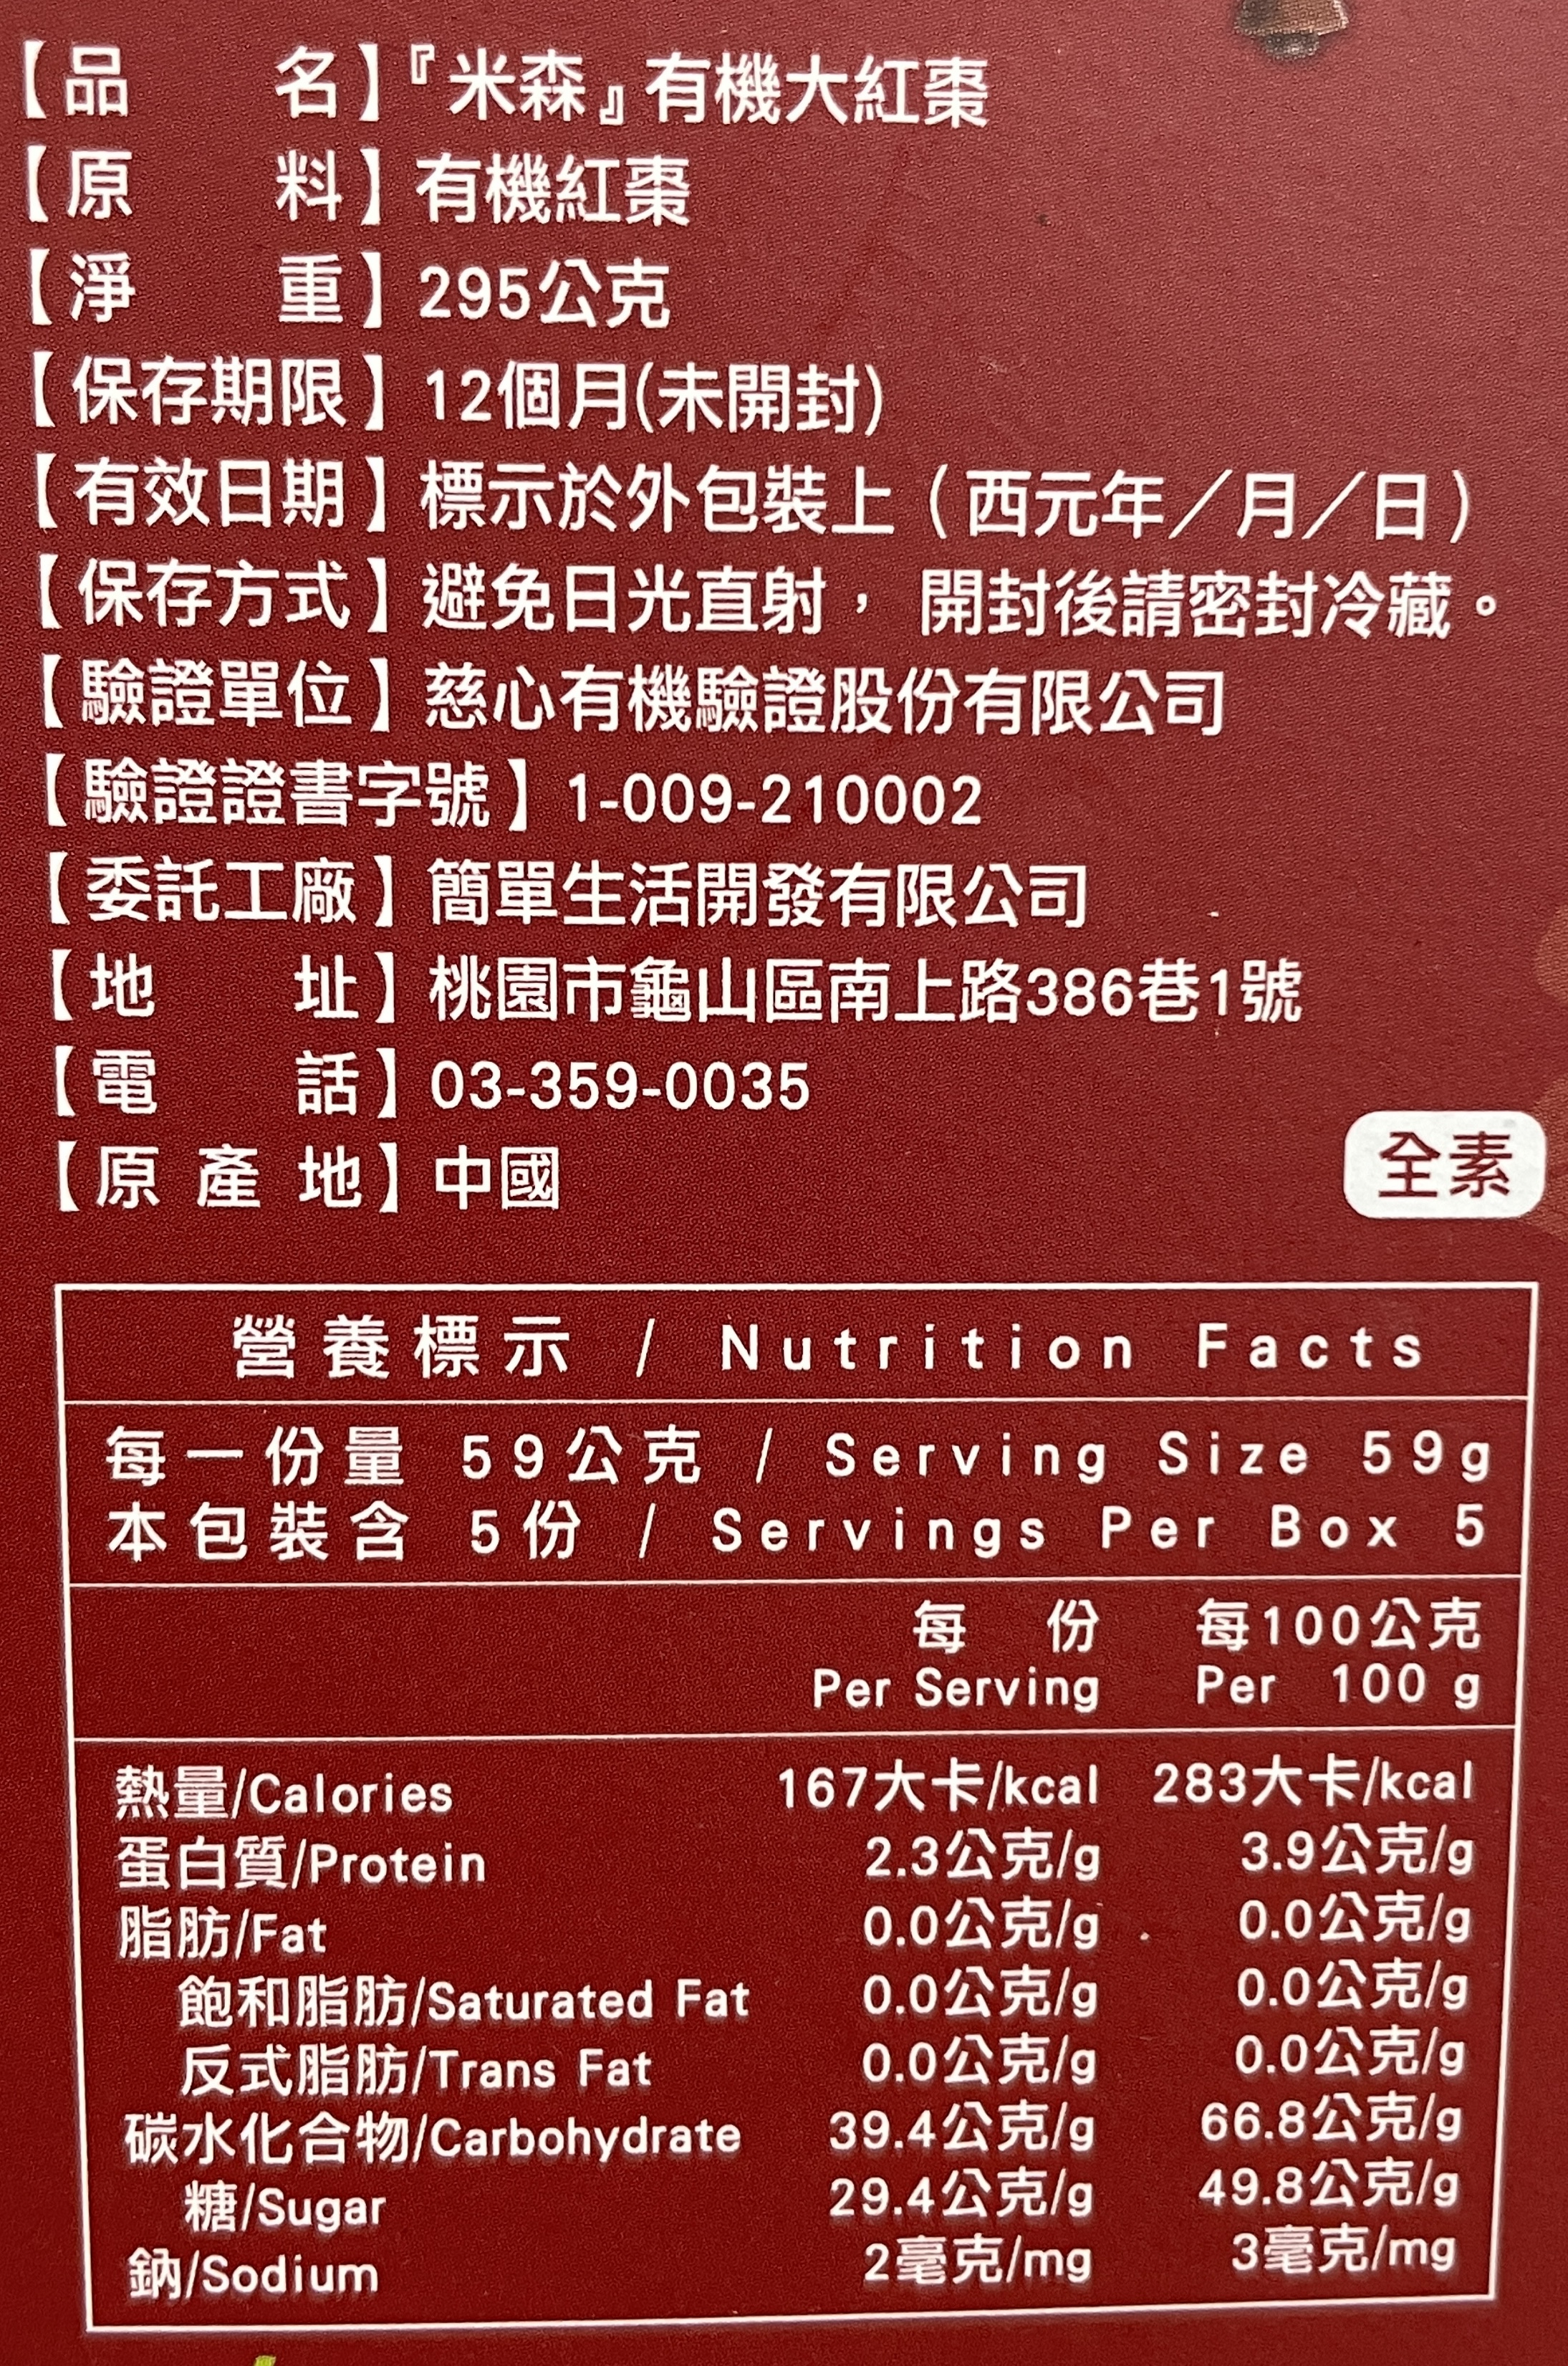 【品名】『米森』有機大紅棗
【原料】有機紅棗
【淨重】295公克
【保存期限】12個月(未開封)
【有效日期】標示於外包裝上（西元年／月／日）
【保存方式】避免日光直射， 開封後請密封冷藏。
【驗證單位】慈心有機驗證股份有限公司
【驗證證書字號】1-009-210002
【委託工廠】簡單生活開發有限公司
【地址】桃園市龜山區南上路386巷1號
【電話】03-359-0035
【原產地】中國
全素
營養標示 / Nutrition Facts
每一份量 59公克 / Serving Size 59g
本包裝含 5份 / Servings Per Box 5
每份 每100公克
Per Serving Per 100 g
熱量/Calories 167大卡/kcal 283大卡/kcal
蛋白質/Protein 2.3公克/g 3.9公克/g
脂肪/Fat 0.0公克/g 0.0公克/g
飽和脂肪/Saturated Fat 0.0公克/g 0.0公克/g
反式脂肪/Trans Fat 0.0公克/g 0.0公克/g
碳水化合物/Carbohydrate 39.4公克/g 66.8公克/g
糖/Sugar 29.4公克/g 49.8公克/g
鈉/Sodium 2毫克/mg 3毫克/mg